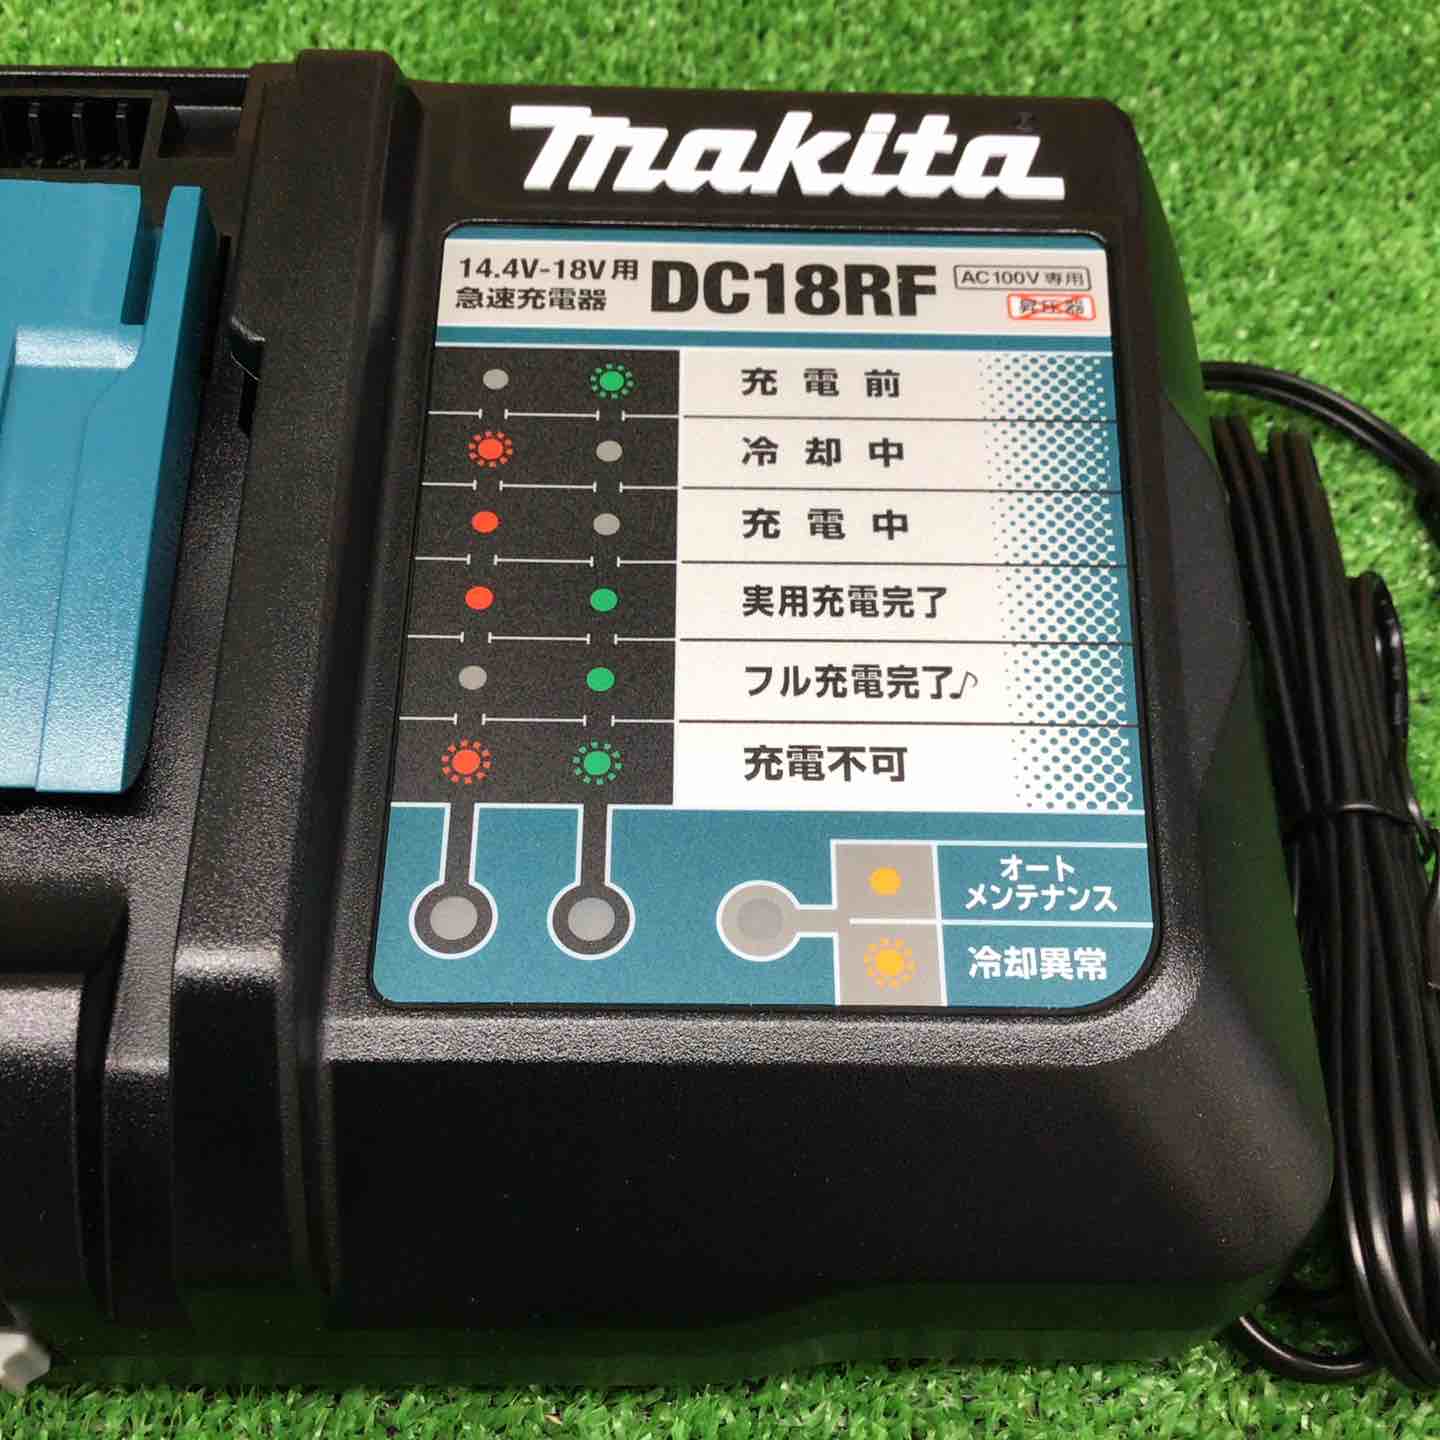 makita
14.4V-18V用
急速充電器
DC18RF
AC100V専用
昇圧器
充電前
冷却中
充電中
実用充電完了
フル充電完了♪
充電不可
オート
メンテナンス
冷却異常